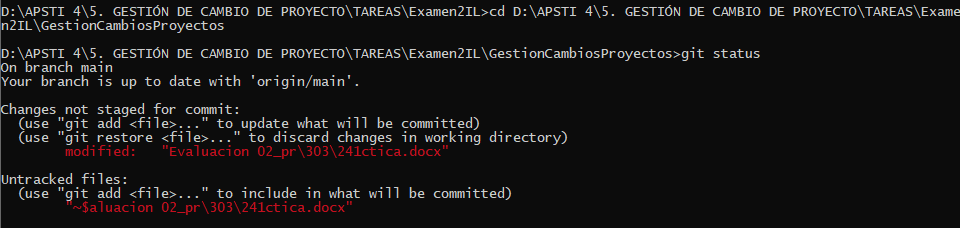 D:\APSTI 4\5. GESTIÓN DE CAMBIO DE PROYECTO\TAREAS\Examen2IL>cd D:\APSTI 4\5. GESTIÓN DE CAMBIO DE PROYECTO\TAREAS\Exame
n2IL\GestionCambiosProyectos
D:\APSTI 4\5. GESTIÓN DE CAMBIO DE PROYECTO\TAREAS\Examen2IL\GestionCambiosProyectos>git status
On branch main
Your branch is up to date with 'origin/main'.
Changes not staged for commit:
(use "git add <file>..." to update what will be committed)
(use "git restore <file>..." to discard changes in working directory)
modified: "Evaluacion 02_pr\303\241ctica.docx"
Untracked files:
(use "git add <file>..." to include in what will be committed)
"~$aluacion 02_pr\303\241ctica.docx"